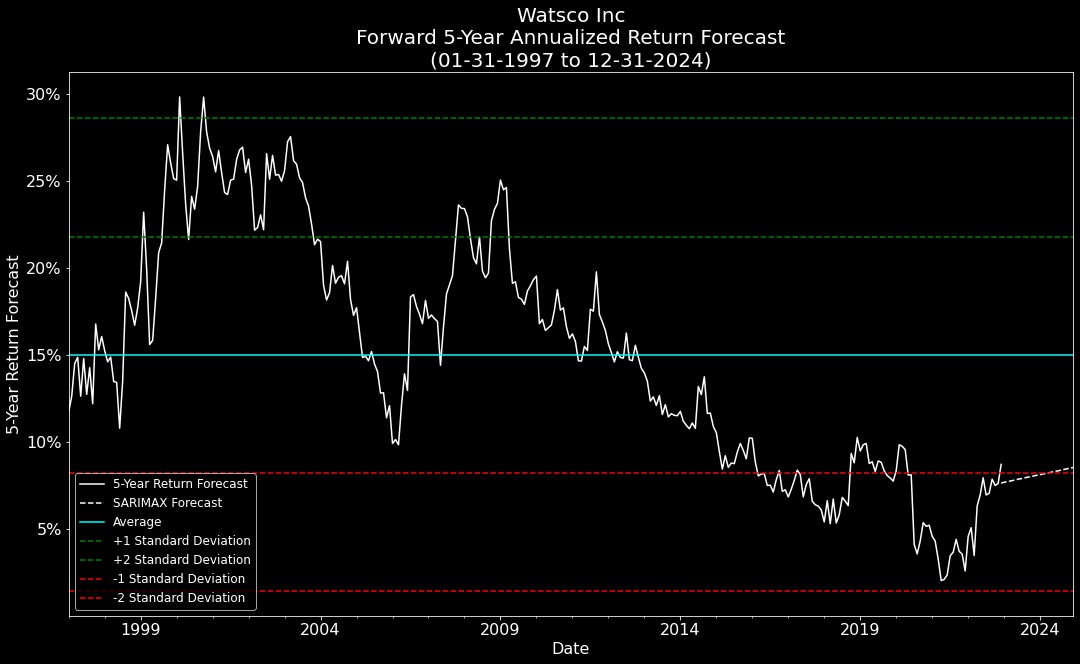 Watsco Inc
Forward 5-Year Annualized Return Forecast
(01-31-1997 to 12-31-2024)
5-Year Return Forecast
30%
25%
20%
15%
10%
5%
5-Year Return Forecast
SARIMAX Forecast
Average
+1 Standard Deviation
+2 Standard Deviation
-1 Standard Deviation
-2 Standard Deviation
1999 2004 2009 2014 2019 2024
Date